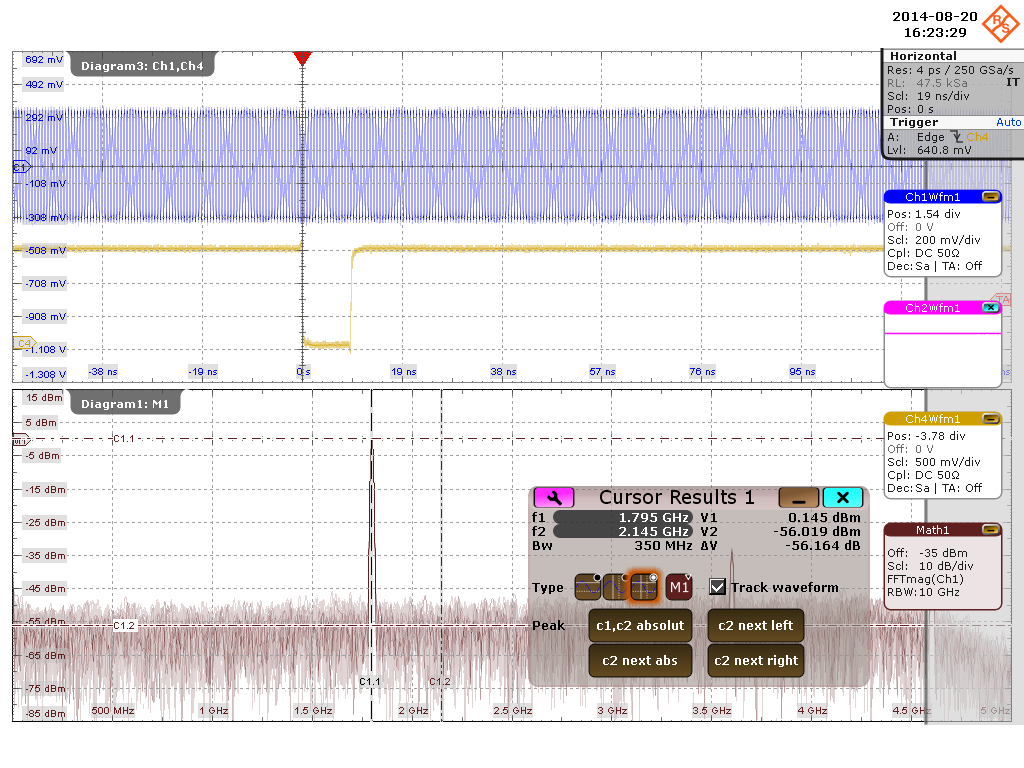 2014-08-20
16:23:29
R&S
Diagram3: Ch1,Ch4
692 mV
492 mV
292 mV
92 mV
-108 mV
-308 mV
-508 mV
-708 mV
-908 mV
-1.108 V
-1.308 V
C1
C4
-38 ns
-19 ns
0 s
19 ns
38 ns
57 ns
76 ns
95 ns
ns
TA
Horizontal
Res: 4 ps / 250 GSa/s
RL: 47.5 kSa
IT
Scl: 19 ns/div
Pos: 0 s
Trigger
Auto
A: Edge Ch4
Lvl: 640.8 mV
Ch1Wfm1
Pos: 1.54 div
Off: 0 V
Scl: 200 mV/div
Cpl: DC 50Ω
Dec: Sa | TA: Off
Ch2Wfm1
Ch4Wfm1
Pos: -3.78 div
Off: 0 V
Scl: 500 mV/div
Cpl: DC 50Ω
Dec: Sa | TA: Off
Math1
Off: -35 dBm
Scl: 10 dB/div
FFTmag(Ch1)
RBW: 10 GHz
Diagram1: M1
15 dBm
5 dBm
-5 dBm
-15 dBm
-25 dBm
-35 dBm
-45 dBm
-55 dBm
-65 dBm
-75 dBm
-85 dBm
C1.1
C1.2
C1.1
C1.2
500 MHz
1 GHz
1.5 GHz
2 GHz
2.5 GHz
3 GHz
3.5 GHz
4 GHz
4.5 GHz
5 GHz
Cursor Results 1
f1 1.795 GHz V1 0.145 dBm
f2 2.145 GHz V2 -56.019 dBm
Bw 350 MHz ΔV -56.164 dB
Type M1 Track waveform
Peak
c1,c2 absolut
c2 next left
c2 next abs
c2 next right